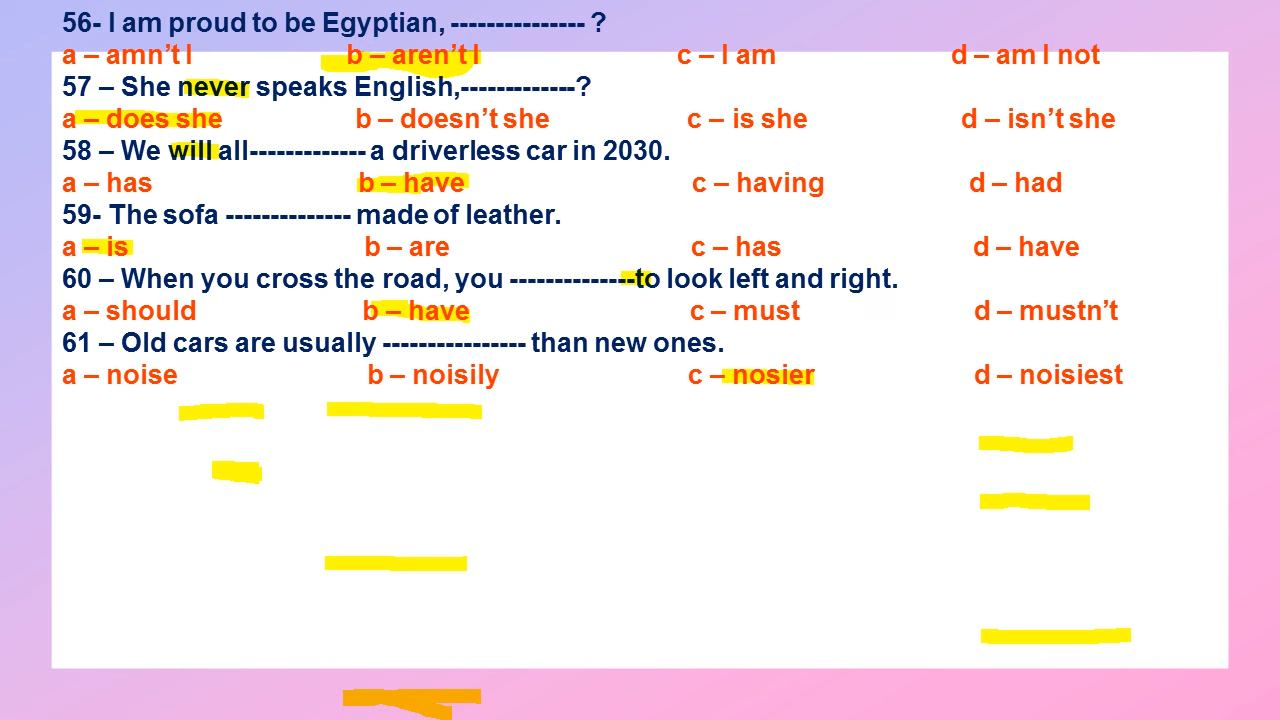 56- I am proud to be Egyptian, --------------- ?
a – amn’t I b – aren’t I c – I am d – am I not
57 – She never speaks English,-------------?
a – does she b – doesn’t she c – is she d – isn’t she
58 – We will all------------- a driverless car in 2030.
a – has b – have c – having d – had
59- The sofa -------------- made of leather.
a – is b – are c – has d – have
60 – When you cross the road, you --------------to look left and right.
a – should b – have c – must d – mustn’t
61 – Old cars are usually ---------------- than new ones.
a – noise b – noisily c – nosier d – noisiest